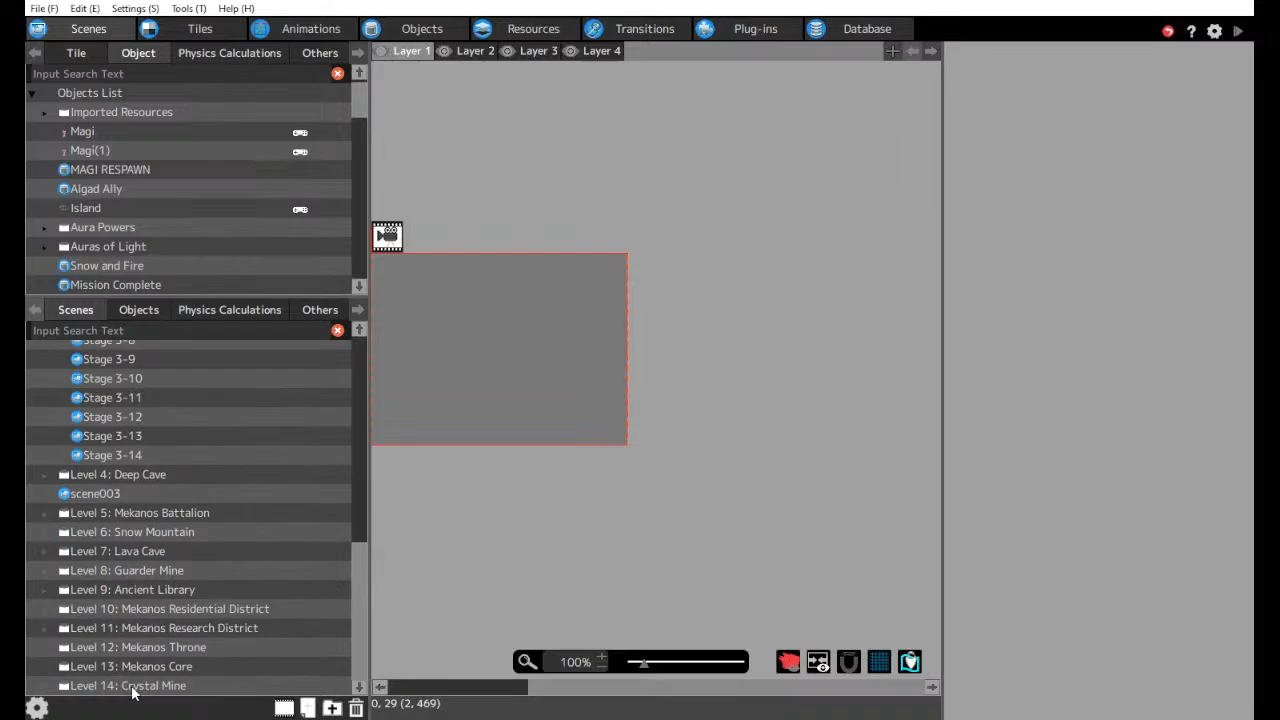 File (F) Edit (E) Settings (S) Tools (T) Help (H)
Scenes Tiles Animations Objects Resources Transitions Plug-ins Database
Tile Object Physics Calculations Others
Layer 1 Layer 2 Layer 3 Layer 4
Input Search Text
Objects List
Imported Resources
Magi
Magi(1)
MAGI RESPAWN
Algad Ally
Island
Aura Powers
Auras of Light
Snow and Fire
Mission Complete
Scenes Objects Physics Calculations Others
Input Search Text
Stage 3-8
Stage 3-9
Stage 3-10
Stage 3-11
Stage 3-12
Stage 3-13
Stage 3-14
Level 4: Deep Cave
scene003
Level 5: Mekanos Battalion
Level 6: Snow Mountain
Level 7: Lava Cave
Level 8: Guarder Mine
Level 9: Ancient Library
Level 10: Mekanos Residential District
Level 11: Mekanos Research District
Level 12: Mekanos Throne
Level 13: Mekanos Core
Level 14: Crystal Mine
100%
0, 29 (2, 469)